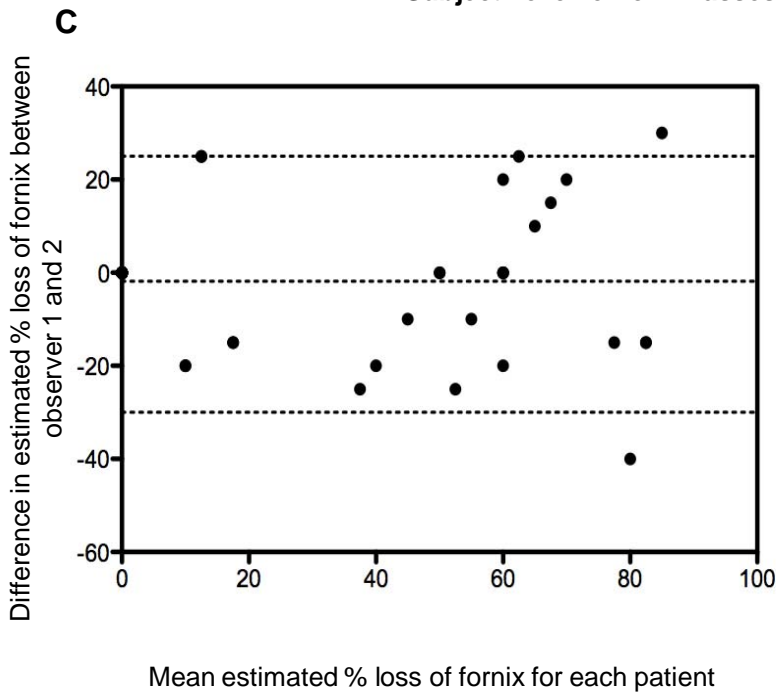 C
Difference in estimated % loss of fornix between
observer 1 and 2
40
20
0
-20
-40
-60
0 20 40 60 80 100
Mean estimated % loss of fornix for each patient